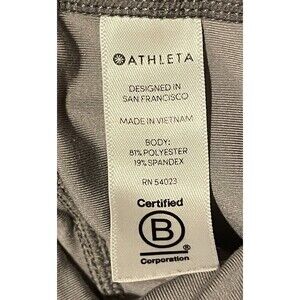 ATHLETA
DESIGNED IN
SAN FRANCISCO
MADE IN VIETNAM
BODY:
81% POLYESTER
19% SPANDEX
RN 54023
Certified
B
Corporation